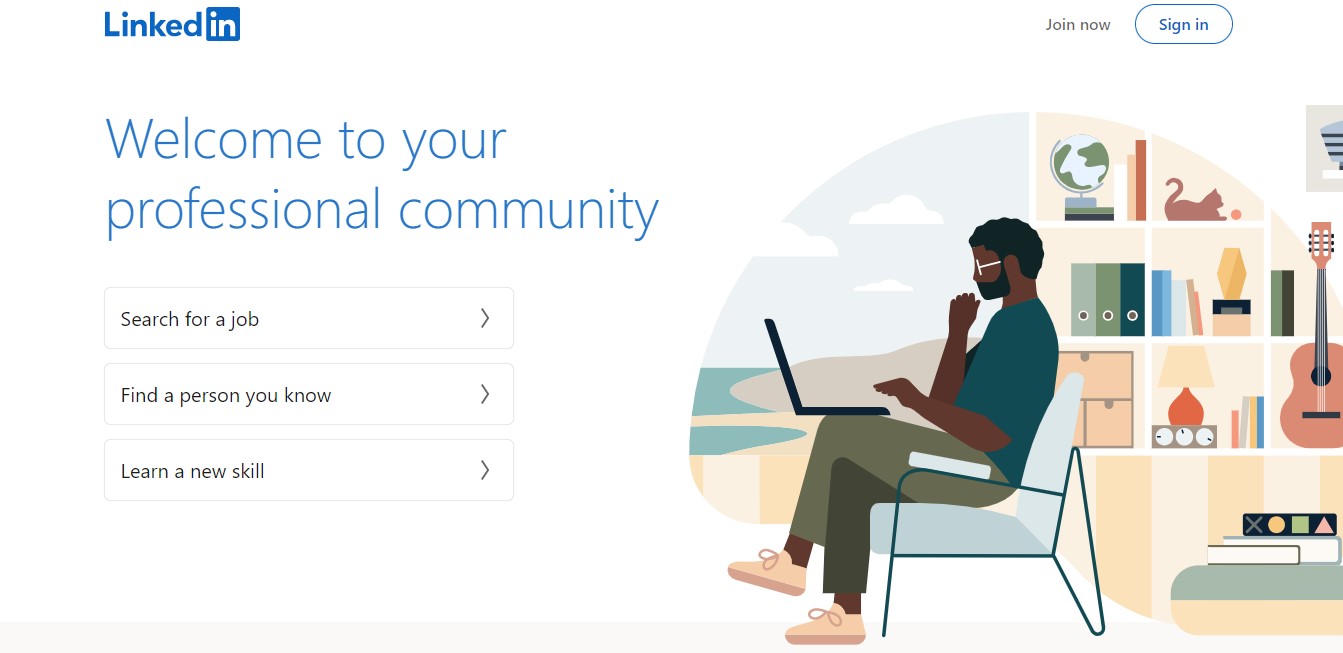 Linkedin
Join now
Sign in
Welcome to your
professional community
Search for a job
Find a person you know
Learn a new skill